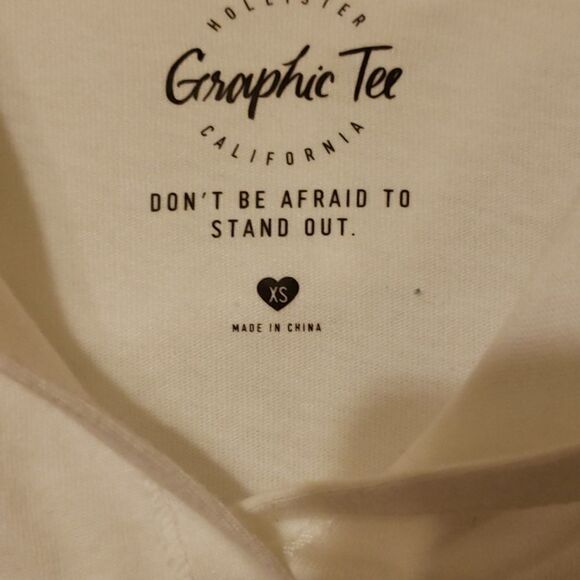 HOLLISTER
Graphic Tee
CALIFORNIA
DON'T BE AFRAID TO
STAND OUT.
XS
MADE IN CHINA